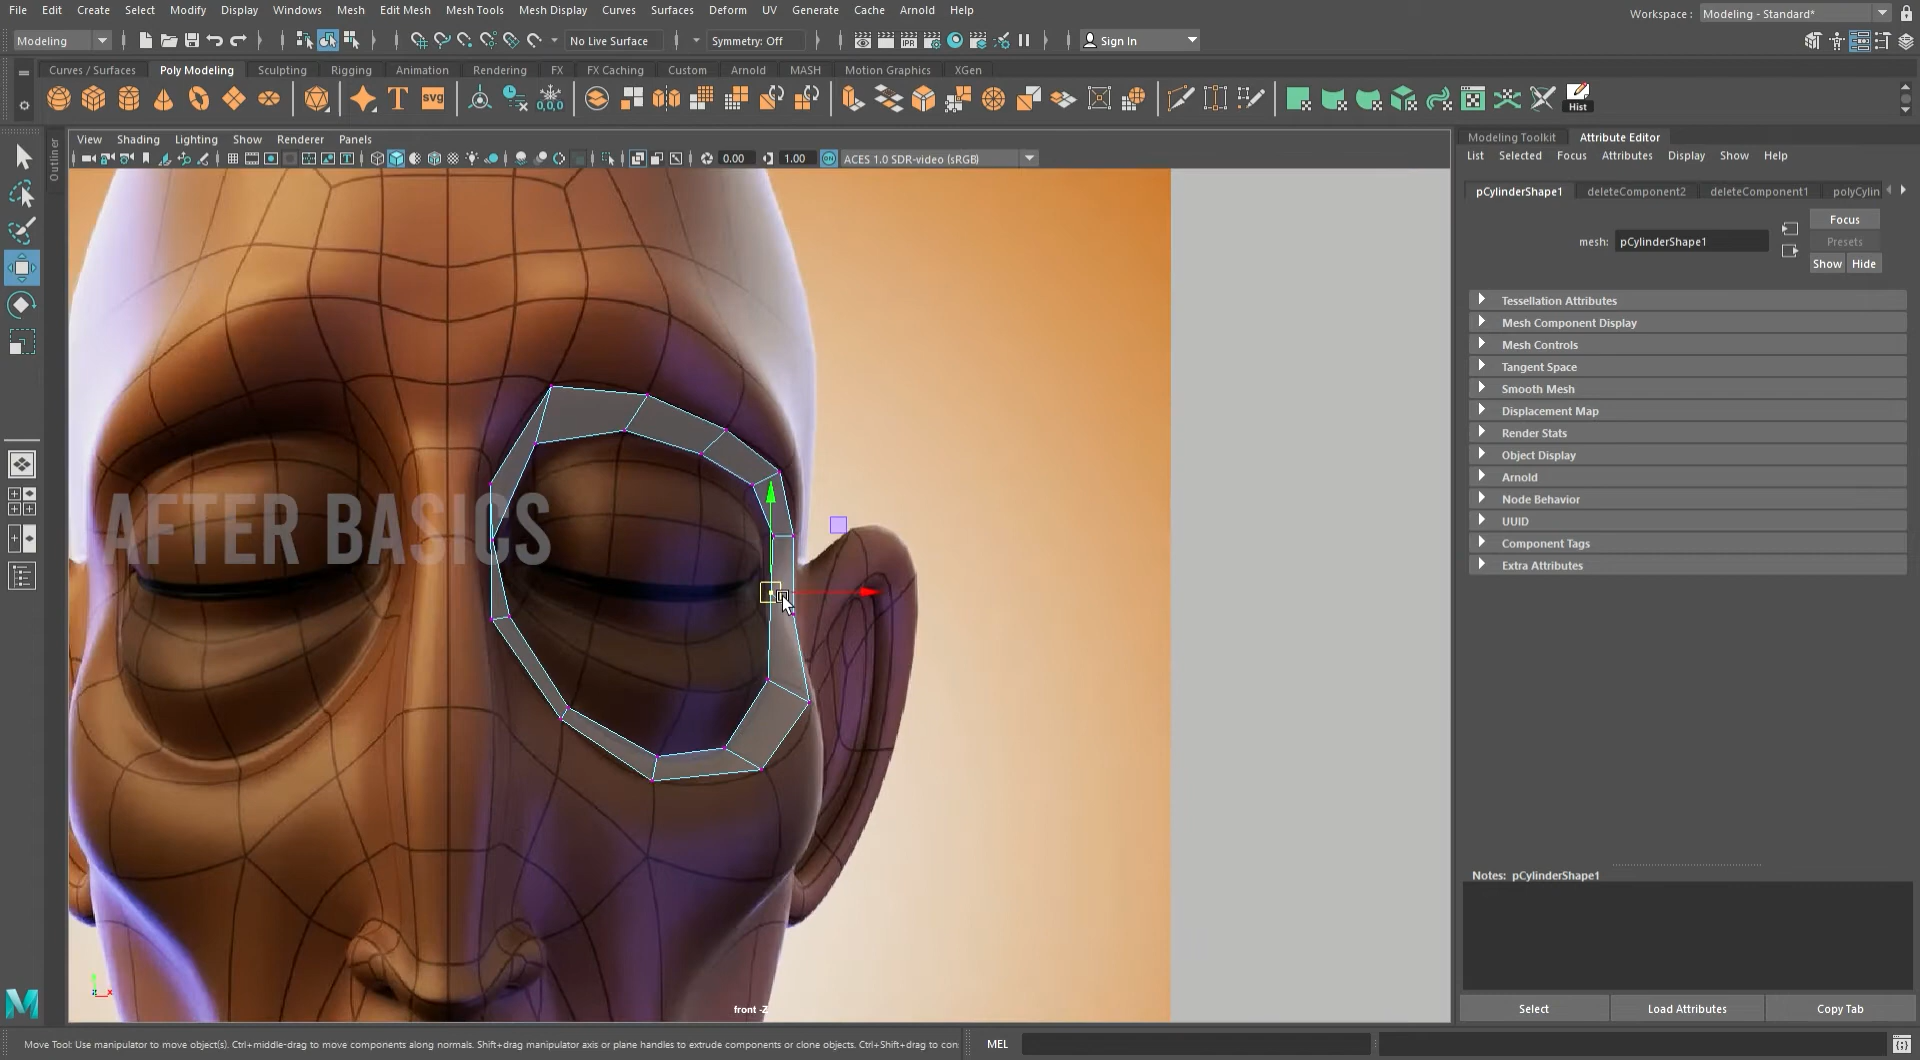 File Edit Create Select Modify Display Windows Mesh Edit Mesh Mesh Tools Mesh Display Curves Surfaces Deform UV Generate Cache Arnold Help
Workspace : Modeling - Standard*
Modeling
No Live Surface
Symmetry: Off
Sign In
Curves / Surfaces Poly Modeling Sculpting Rigging Animation Rendering FX FX Caching Custom Arnold MASH Motion Graphics XGen
T SVG 0,0,0 Hist
IPR
View Shading Lighting Show Renderer Panels
0.00 1.00 ON ACES 1.0 SDR-video (sRGB)
Outliner
AFTER BASICS
front -Z
Modeling Toolkit Attribute Editor
List Selected Focus Attributes Display Show Help
pCylinderShape1 deleteComponent2 deleteComponent1 polyCylin
Focus
mesh: pCylinderShape1
Presets
Show Hide
Tessellation Attributes
Mesh Component Display
Mesh Controls
Tangent Space
Smooth Mesh
Displacement Map
Render Stats
Object Display
Arnold
Node Behavior
UUID
Component Tags
Extra Attributes
Notes: pCylinderShape1
Select Load Attributes Copy Tab
M
Move Tool: Use manipulator to move object(s). Ctrl+middle-drag to move components along normals. Shift+drag manipulator axis or plane handles to extrude components or clone objects. Ctrl+Shift+drag to con
MEL